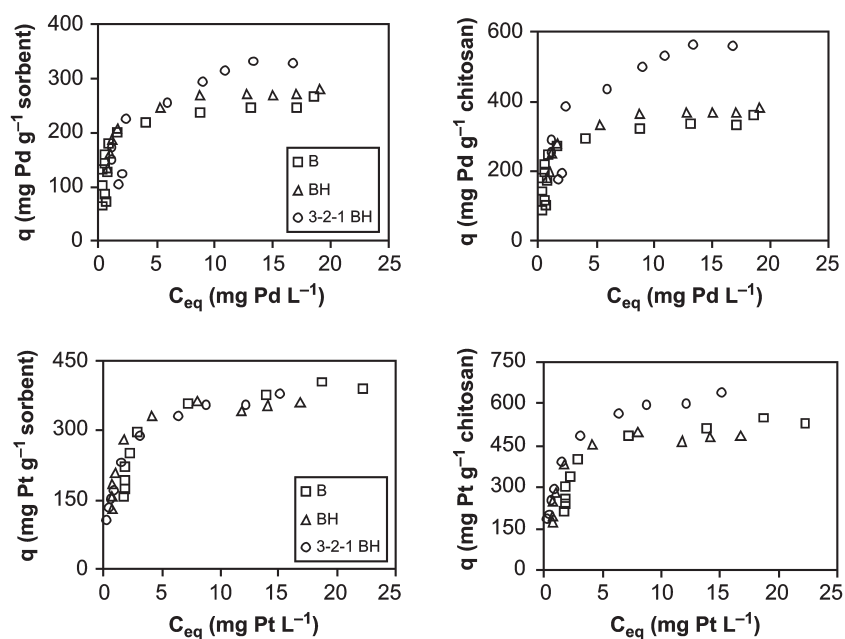 q (mg Pd g⁻¹ sorbent)
400
300
200
100
0
B
BH
3-2-1 BH
0 5 10 15 20 25
C_eq (mg Pd L⁻¹)
q (mg Pd g⁻¹ chitosan)
600
400
200
0
0 5 10 15 20 25
C_eq (mg Pd L⁻¹)
q (mg Pt g⁻¹ sorbent)
450
300
150
0
B
BH
3-2-1 BH
0 5 10 15 20 25
C_eq (mg Pt L⁻¹)
q (mg Pt g⁻¹ chitosan)
750
600
450
300
150
0
0 5 10 15 20 25
C_eq (mg Pt L⁻¹)